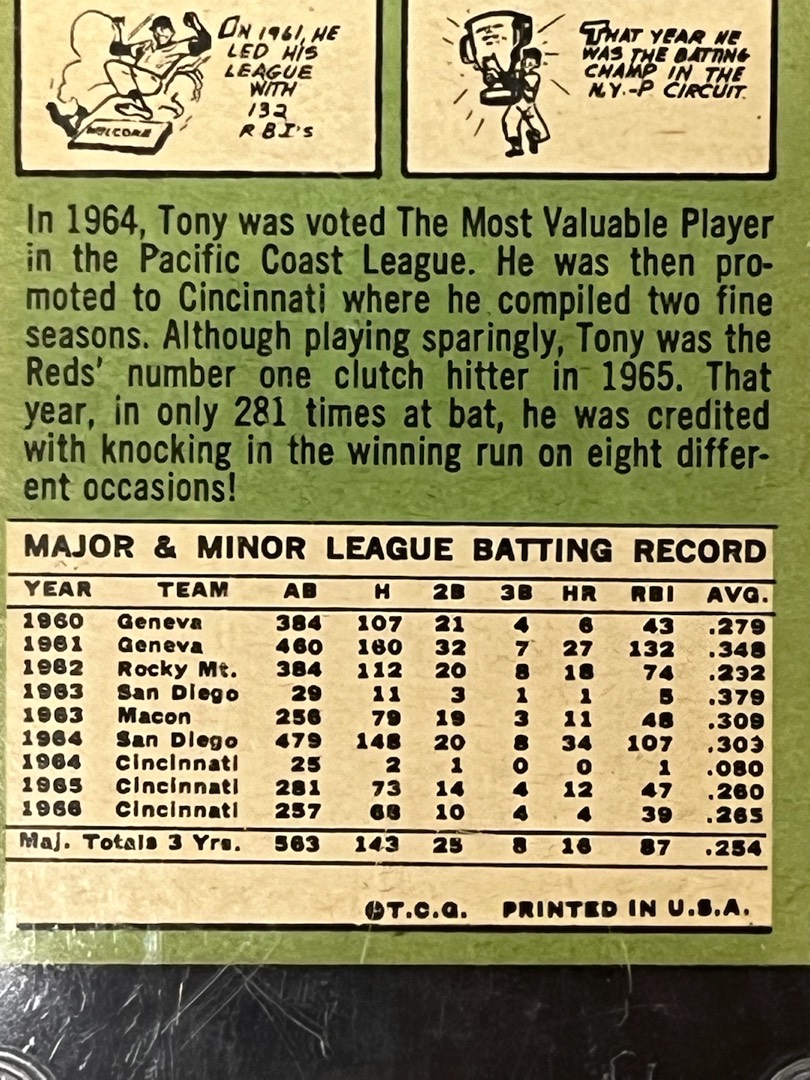 IN 1961, HE
LED HIS
LEAGUE
WITH
132
RBI'S
WELCOME
THAT YEAR HE
WAS THE BATTING
CHAMP IN THE
N.Y.-P CIRCUIT.
In 1964, Tony was voted The Most Valuable Player
in the Pacific Coast League. He was then pro-
moted to Cincinnati where he compiled two fine
seasons. Although playing sparingly, Tony was the
Reds' number one clutch hitter in 1965. That
year, in only 281 times at bat, he was credited
with knocking in the winning run on eight differ-
ent occasions!
MAJOR & MINOR LEAGUE BATTING RECORD
YEAR TEAM AB H 2B 3B HR RBI AVG.
1960 Geneva 384 107 21 4 6 43 .279
1961 Geneva 460 160 32 7 27 132 .348
1962 Rocky Mt. 384 112 20 8 18 74 .292
1963 San Diego 29 11 3 1 1 5 .379
1963 Macon 256 79 19 3 11 48 .309
1964 San Diego 479 148 20 8 34 107 .309
1964 Cincinnati 25 2 1 0 0 1 .080
1965 Cincinnati 281 73 14 4 12 47 .260
1966 Cincinnati 257 68 10 4 4 39 .265
Maj. Totals 3 Yrs. 563 143 25 8 16 87 .254
©T.C.G. PRINTED IN U.S.A.